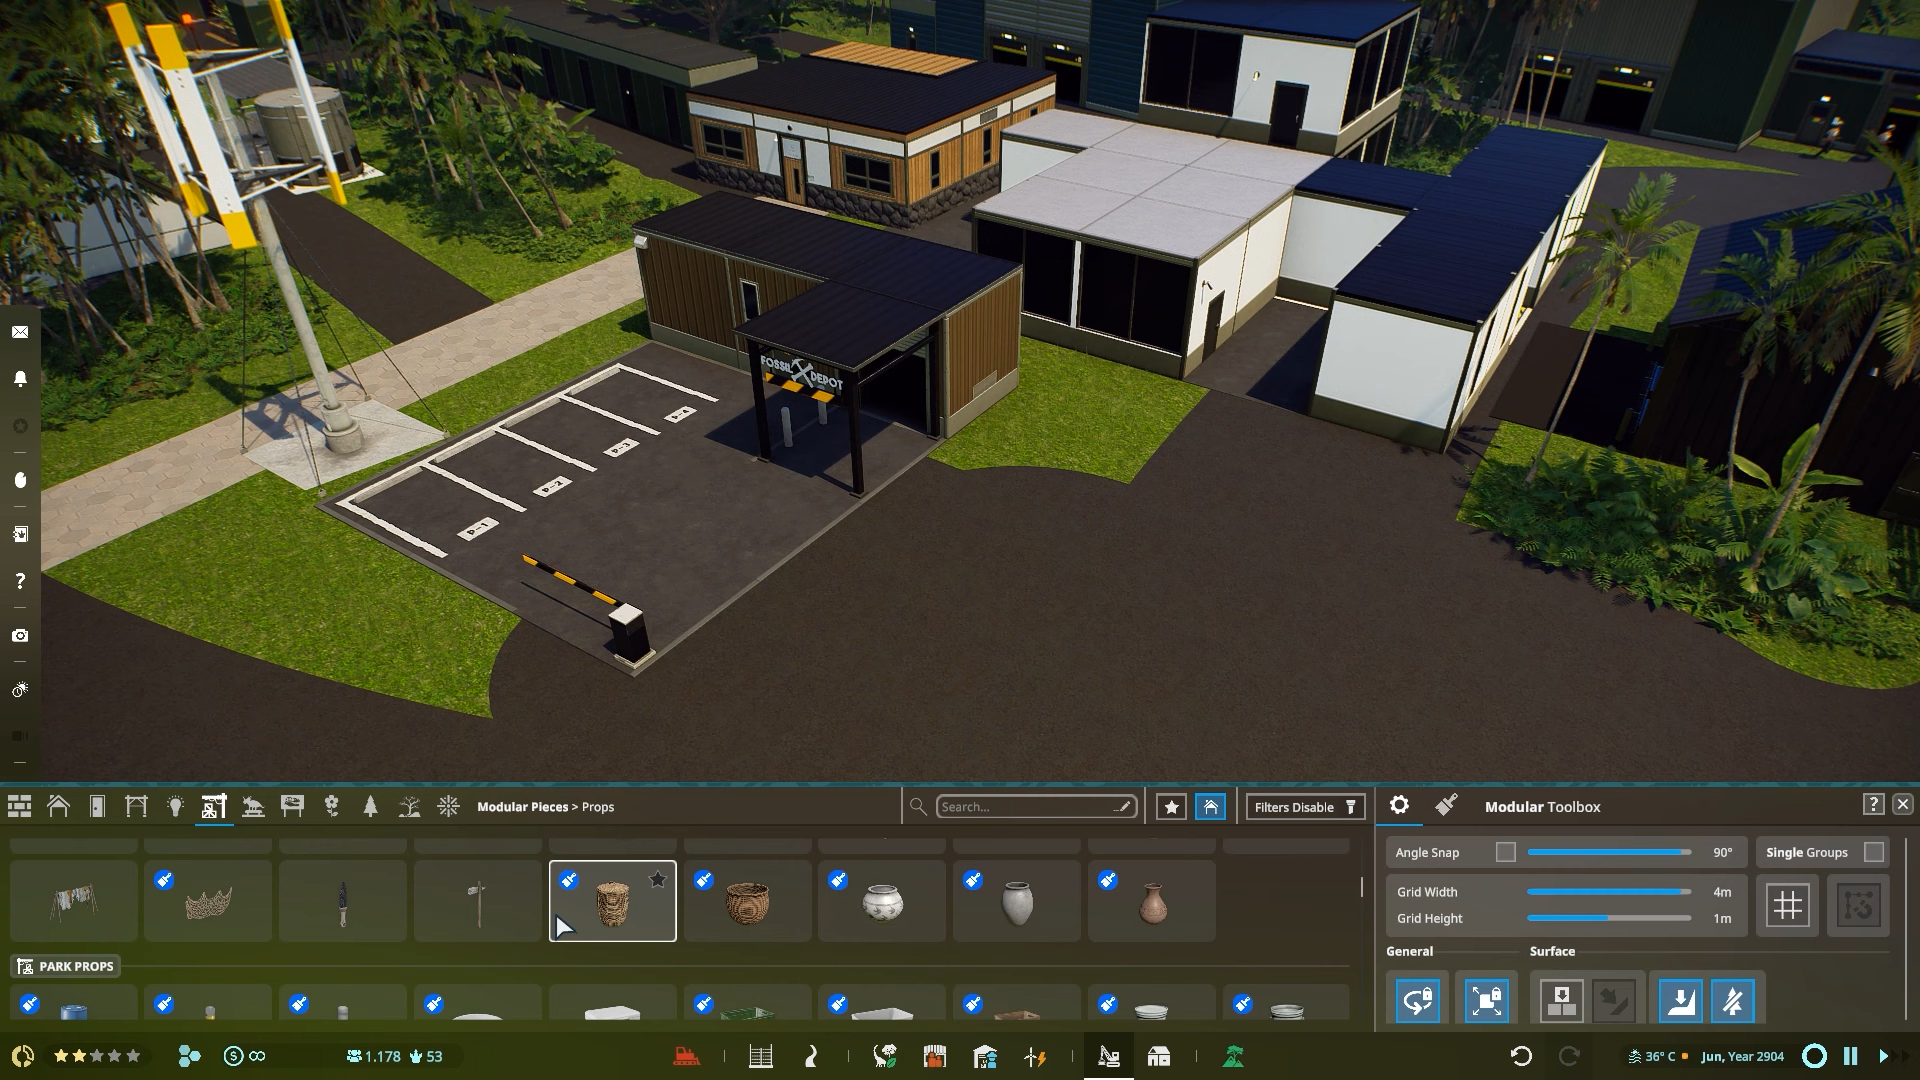 FOSSIL DEPOT
P-4
P-3
P-2
P-1
Modular Pieces > Props
Search...
Filters Disable
Modular Toolbox
?
Angle Snap
90°
Single Groups
Grid Width
4m
Grid Height
1m
General
Surface
PARK PROPS
?
1.178
53
36° C
Jun, Year 2904